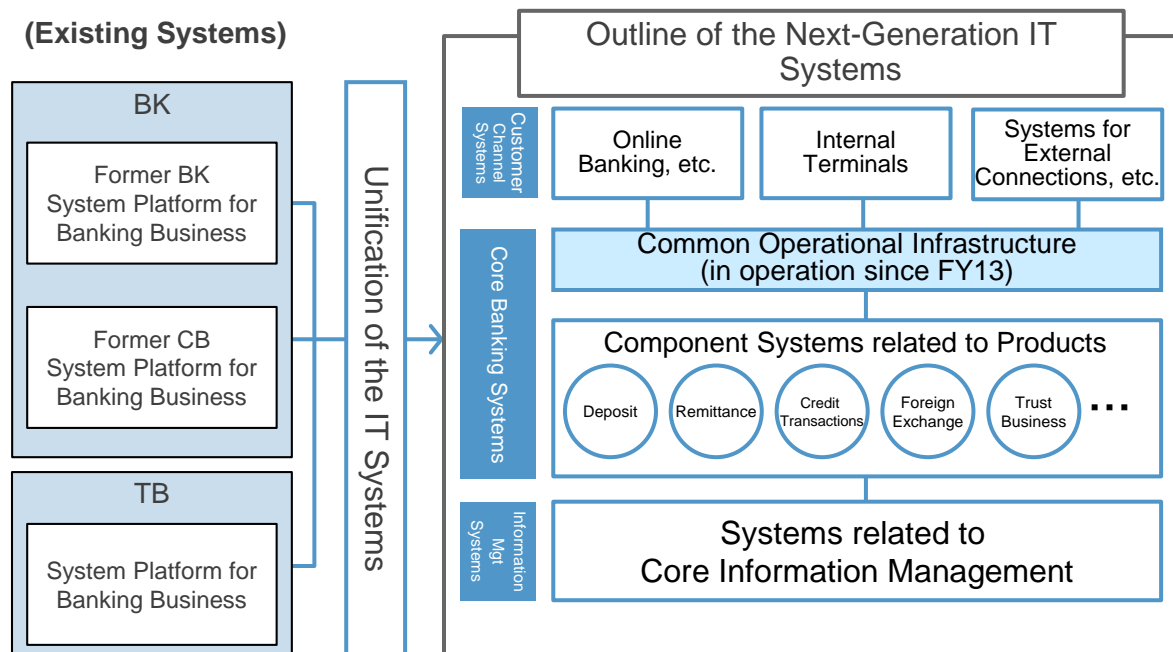 (Existing Systems)
BK
Former BK
System Platform for
Banking Business
Former CB
System Platform for
Banking Business
TB
System Platform for
Banking Business
Unification of the IT Systems
Outline of the Next-Generation IT
Systems
Customer
Channel
Systems
Online
Banking, etc.
Internal
Terminals
Systems for
External
Connections, etc.
Core Banking Systems
Common Operational Infrastructure
(in operation since FY13)
Component Systems related to Products
Deposit
Remittance
Credit
Transactions
Foreign
Exchange
Trust
Business
...
Information
Mgt
Systems
Systems related to
Core Information Management